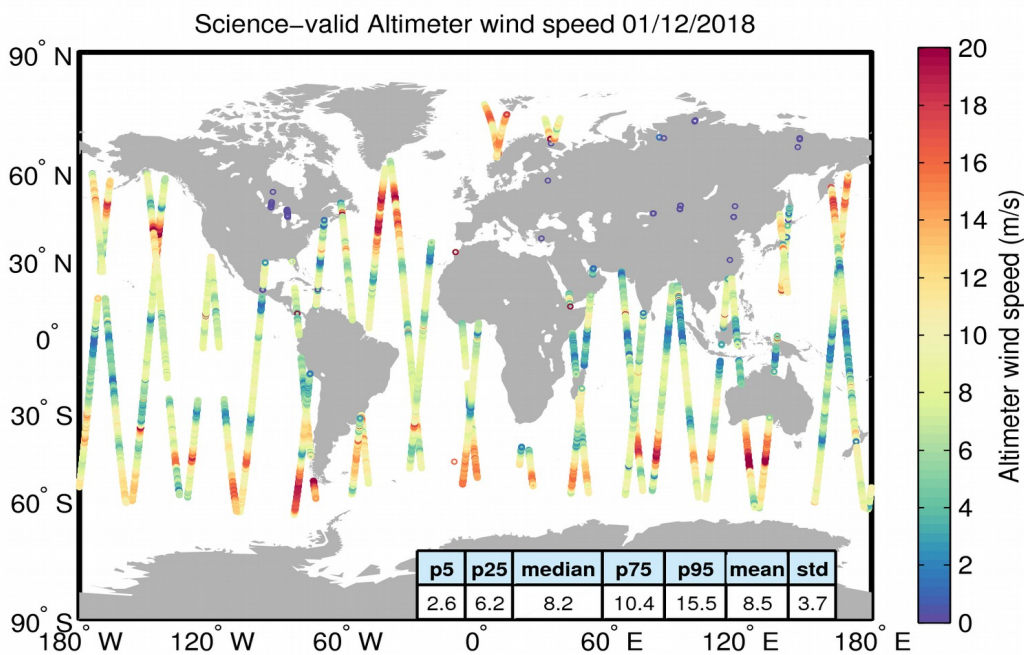 Science−valid Altimeter wind speed 01/12/2018
90° N
60° N
30° N
0°
30° S
60° S
90° S
180° W
120° W
60° W
0°
60° E
120° E
180° E
p5 p25 median p75 p95 mean std
2.6 6.2 8.2 10.4 15.5 8.5 3.7
20
18
16
14
12
10
8
6
4
2
0
Altimeter wind speed (m/s)